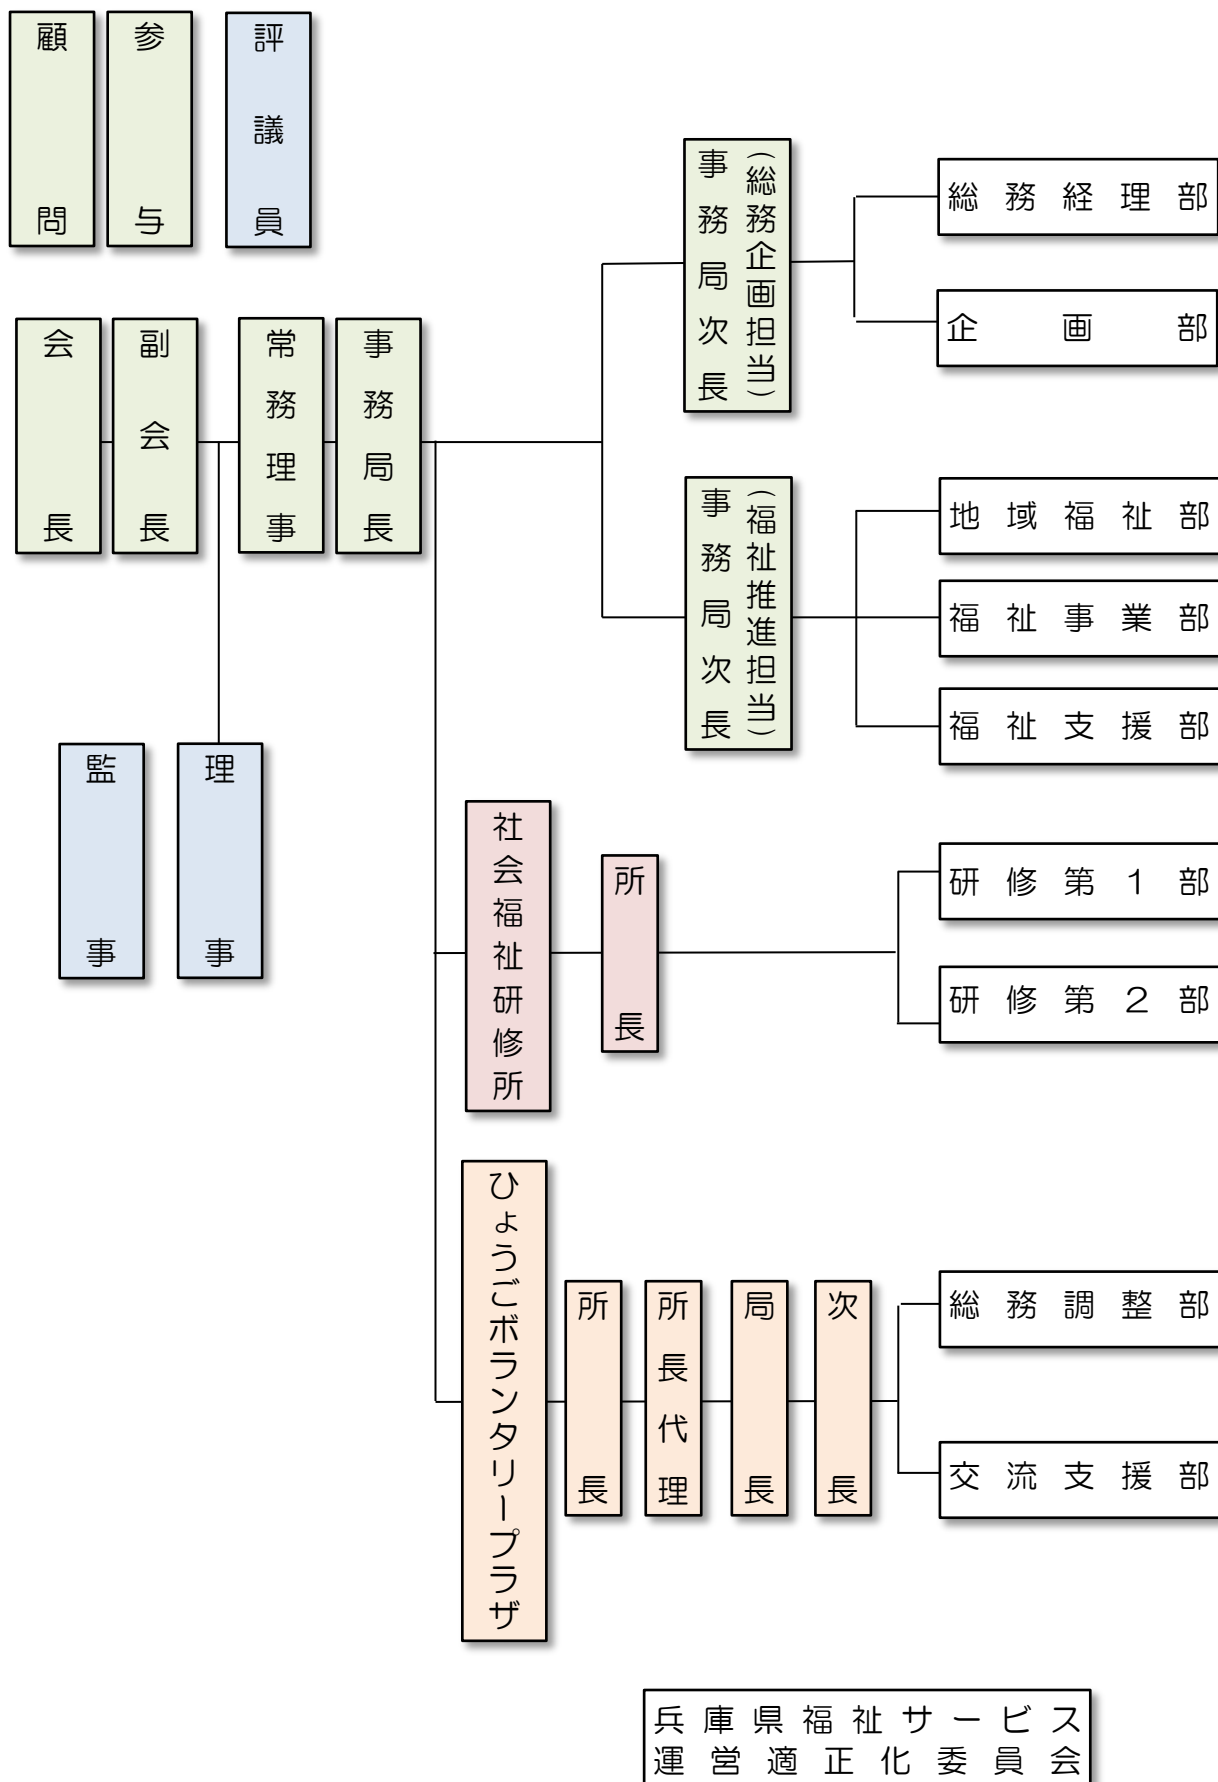 顧問
参与
評議員
会長
副会長
常務理事
事務局長
監事
理事
事務局次長
（総務企画担当）
総務経理部
企画部
事務局次長
（福祉推進担当）
地域福祉部
福祉事業部
福祉支援部
社会福祉研修所
所長
研修第１部
研修第２部
ひょうごボランタリープラザ
所長
所長代理
局長
次長
総務調整部
交流支援部
兵庫県福祉サービス
運営適正化委員会